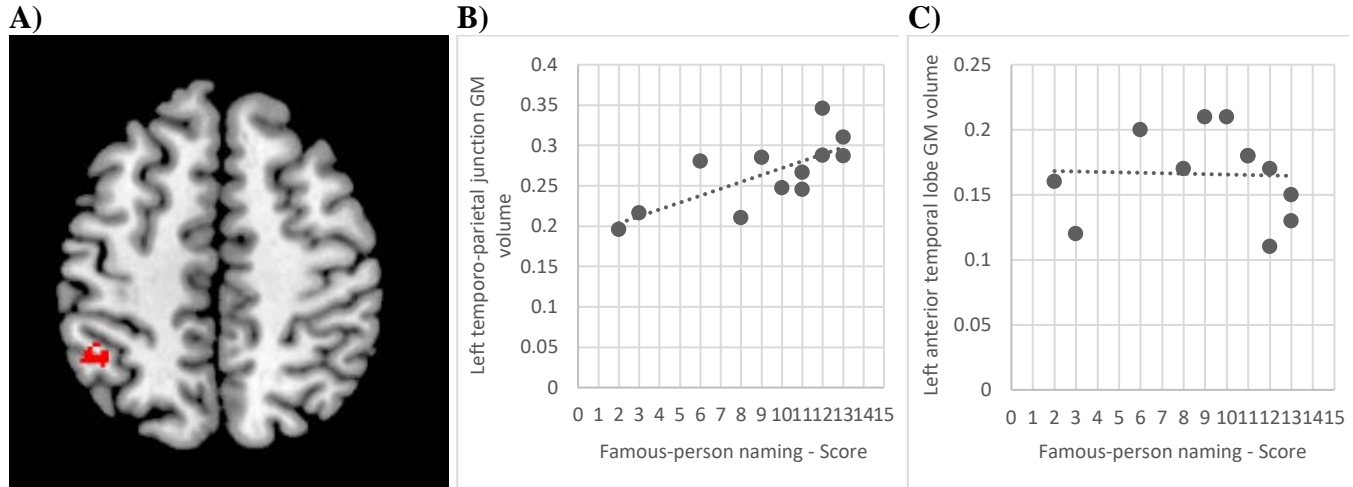 A)
B)
C)
Left temporo-parietal junction GM
volume
0.4
0.35
0.3
0.25
0.2
0.15
0.1
0.05
0
0 1 2 3 4 5 6 7 8 9 10 11 12 13 14 15
Famous-person naming - Score
Left anterior temporal lobe GM volume
0.25
0.2
0.15
0.1
0.05
0
0 1 2 3 4 5 6 7 8 9 10 11 12 13 14 15
Famous-person naming - Score